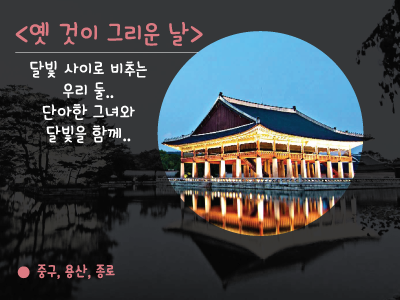 <옛 것이 그리운 날>
달빛 사이로 비추는
우리 둘..
단아한 그녀와
달빛을 함께..
● 중구, 용산, 종로